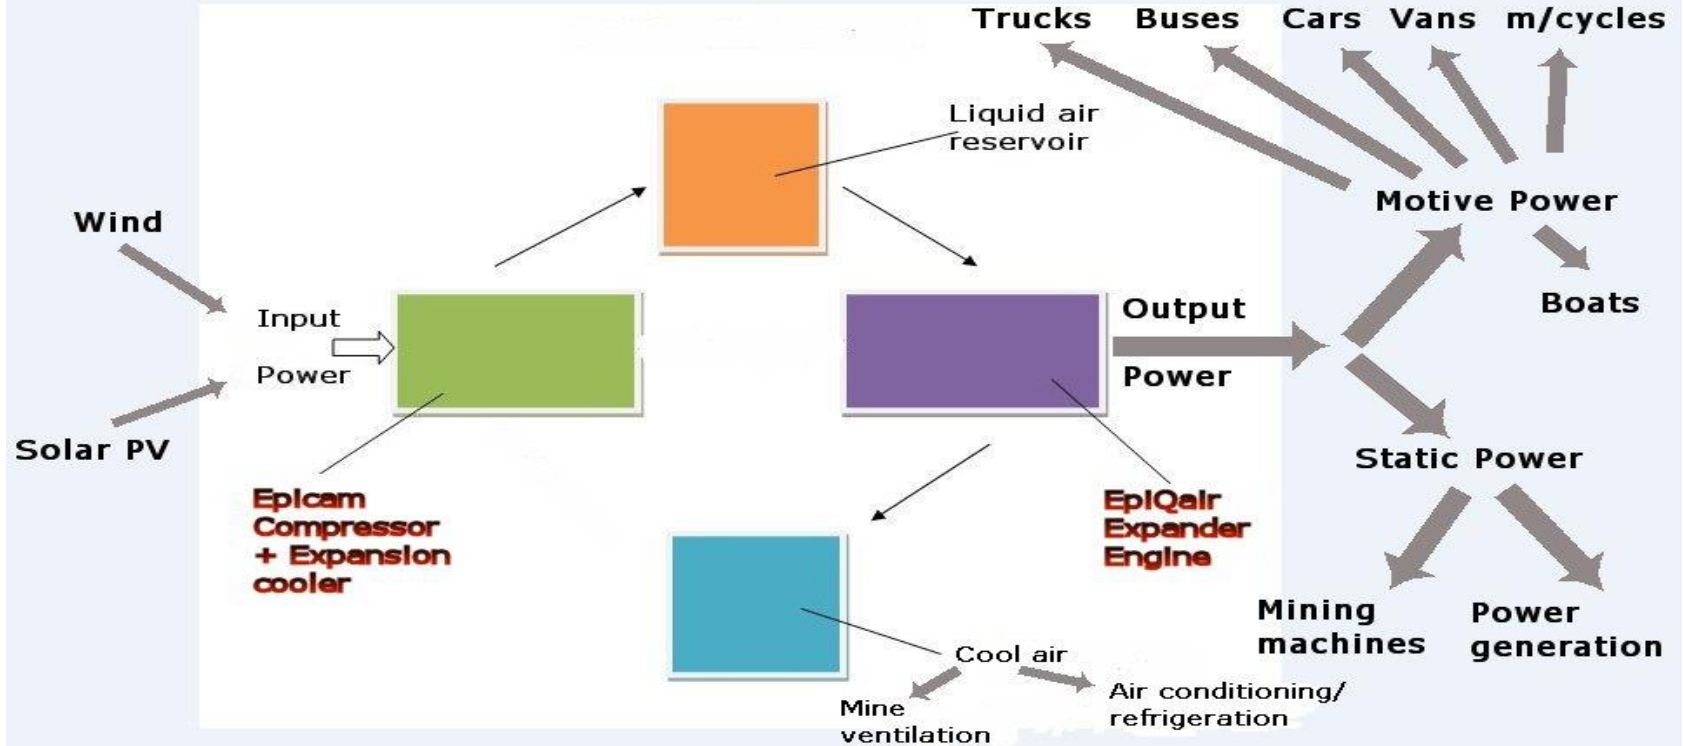 Trucks Buses Cars Vans m/cycles
Liquid air
reservoir
Motive Power
Wind
Boats
Input
Power
Output
Power
Solar PV
Static Power
Epicam
Compressor
+ Expansion
cooler
EpiQair
Expander
Engine
Mining
machines
Power
generation
Cool air
Mine
ventilation
Air conditioning/
refrigeration